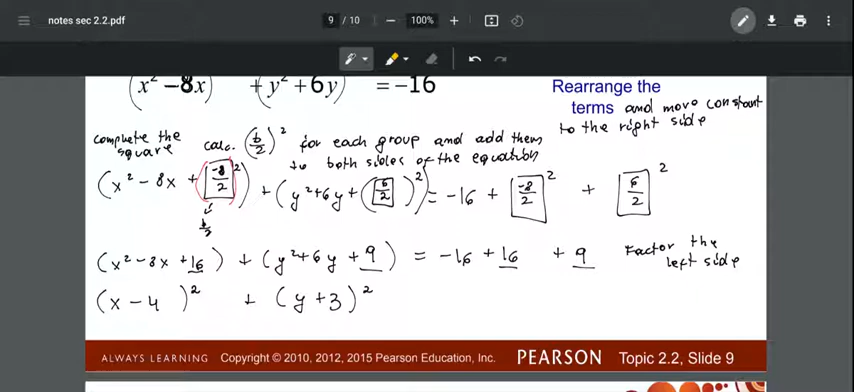 notes sec 2.2.pdf
9 / 10
100%
(x² −8x) +(y² +6y) =−16
Rearrange the
terms and move constant
to the right side
complete the
square
calc. (b/2)² for each group and add them
to both sides of the equation
(x² − 8x + (−8/2)²) + (y²+6y+(6/2)²) = −16 + [−8/2]² + [6/2]²
b/2
(x² − 8x +16) + (y²+6y +9) = −16 +16 +9
Factor the
left side
(x − 4)² + (y +3)²
ALWAYS LEARNING Copyright © 2010, 2012, 2015 Pearson Education, Inc. PEARSON Topic 2.2, Slide 9